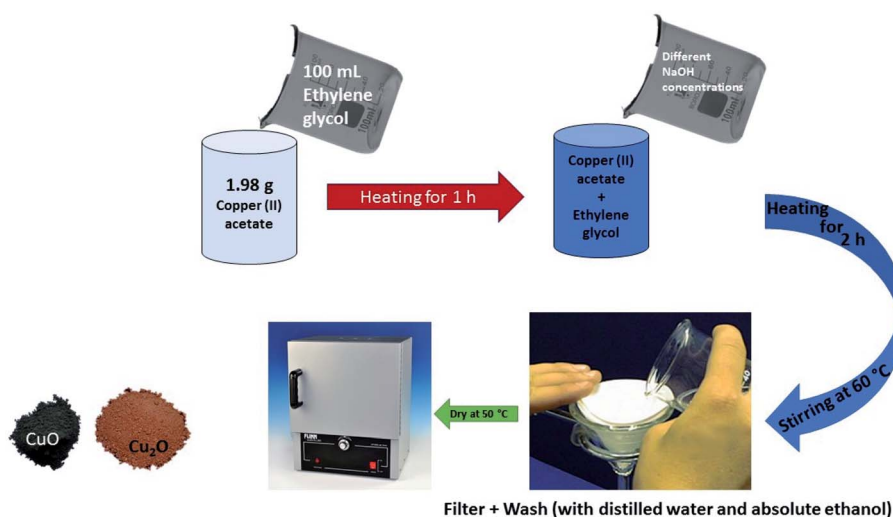 100 mL
Ethylene
glycol
1.98 g
Copper (II)
acetate
Heating for 1 h
Different
NaOH
concentrations
Copper (II)
acetate
+
Ethylene
glycol
Heating
for
2 h
Stirring at 60 °C
Filter + Wash (with distilled water and absolute ethanol)
Dry at 50 °C
CuO
Cu₂O